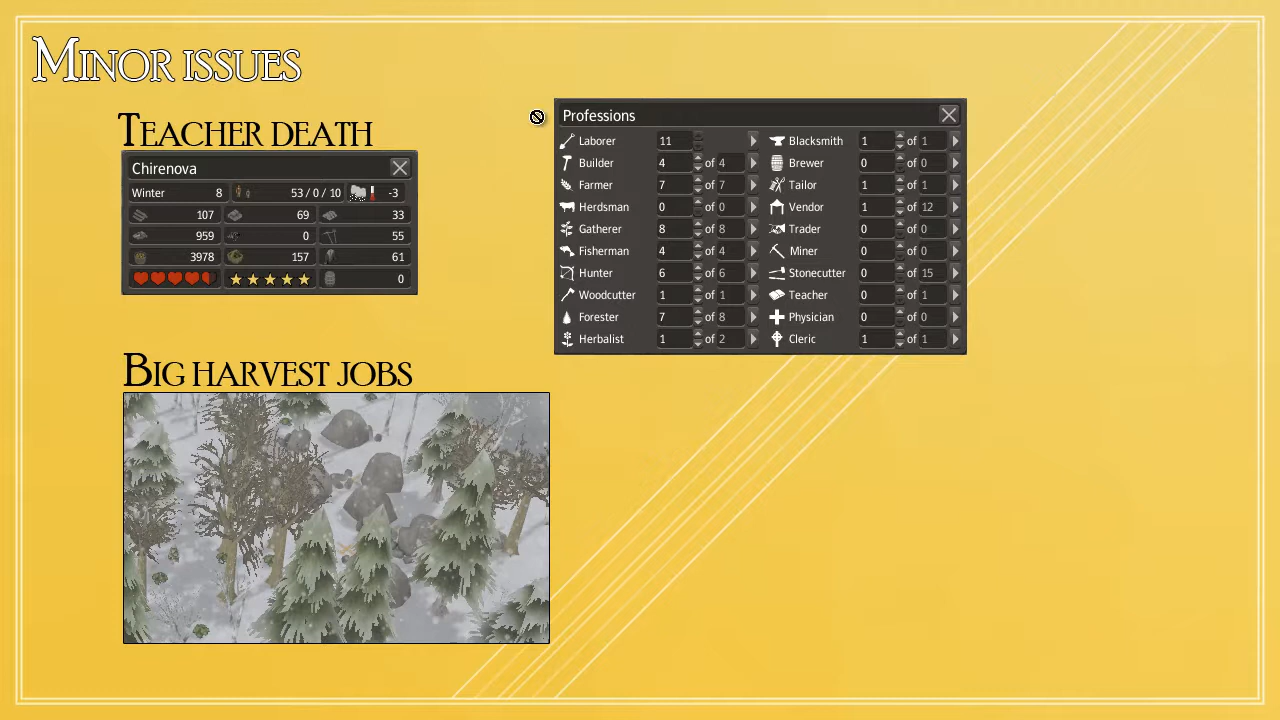 Minor issues
Teacher death
Chirenova
Winter 8 53 / 0 / 10 -3
107 69 33
959 0 55
3978 157 61
0
Professions
Laborer 11 Blacksmith 1 of 1
Builder 4 of 4 Brewer 0 of 0
Farmer 7 of 7 Tailor 1 of 1
Herdsman 0 of 0 Vendor 1 of 12
Gatherer 8 of 8 Trader 0 of 0
Fisherman 4 of 4 Miner 0 of 0
Hunter 6 of 6 Stonecutter 0 of 15
Woodcutter 1 of 1 Teacher 0 of 1
Forester 7 of 8 Physician 0 of 0
Herbalist 1 of 2 Cleric 1 of 1
Big harvest jobs